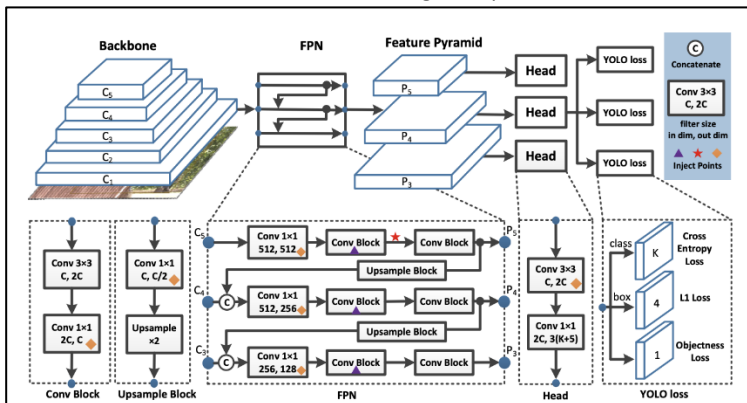 Backbone
FPN
Feature Pyramid
C5
C4
C3
C2
C1
P5
P4
P3
Head
Head
Head
YOLO loss
YOLO loss
YOLO loss
C
Concatenate
Conv 3×3
C, 2C
filter size
in dim, out dim
Inject Points
Conv 3×3
C, 2C
Conv 1×1
2C, C
Conv Block
Conv 1×1
C, C/2
Upsample
×2
Upsample Block
C5
Conv 1×1
512, 512
Conv Block
Conv Block
P5
Upsample Block
C4
C
Conv 1×1
512, 256
Conv Block
Conv Block
P4
Upsample Block
C3
C
Conv 1×1
256, 128
Conv Block
Conv Block
P3
FPN
Conv 3×3
C, 2C
Conv 1×1
2C, 3(K+5)
Head
class
K
Cross
Entropy
Loss
box
4
L1 Loss
1
Objectness
Loss
YOLO loss